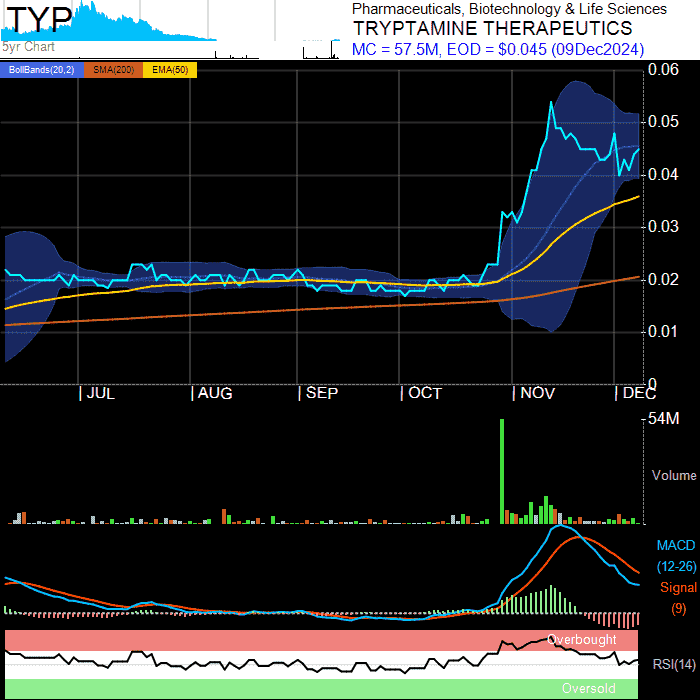 TYP
5yr Chart
Pharmaceuticals, Biotechnology & Life Sciences
TRYPTAMINE THERAPEUTICS
MC = 57.5M, EOD = $0.045 (09Dec2024)
BollBands(20,2) SMA(200) EMA(50)
0.06
0.05
0.04
0.03
0.02
0.01
0
JUL AUG SEP OCT NOV DEC
54M
Volume
MACD
(12-26)
Signal
(9)
Overbought
RSI(14)
Oversold